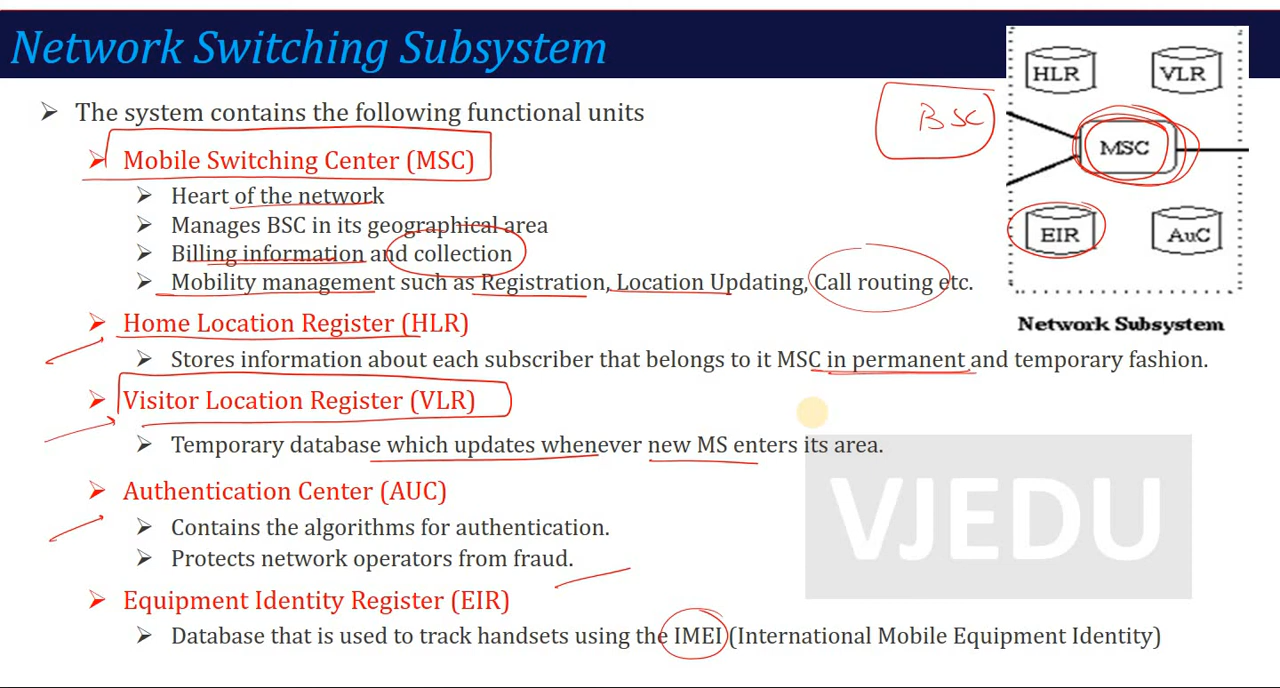 Network Switching Subsystem
The system contains the following functional units
BSC
Mobile Switching Center (MSC)
Heart of the network
Manages BSC in its geographical area
Billing information and collection
Mobility management such as Registration, Location Updating, Call routing etc.
HLR
VLR
MSC
EIR
AuC
Network Subsystem
Home Location Register (HLR)
Stores information about each subscriber that belongs to it MSC in permanent and temporary fashion.
Visitor Location Register (VLR)
Temporary database which updates whenever new MS enters its area.
Authentication Center (AUC)
Contains the algorithms for authentication.
Protects network operators from fraud.
Equipment Identity Register (EIR)
Database that is used to track handsets using the IMEI (International Mobile Equipment Identity)
VJEDU